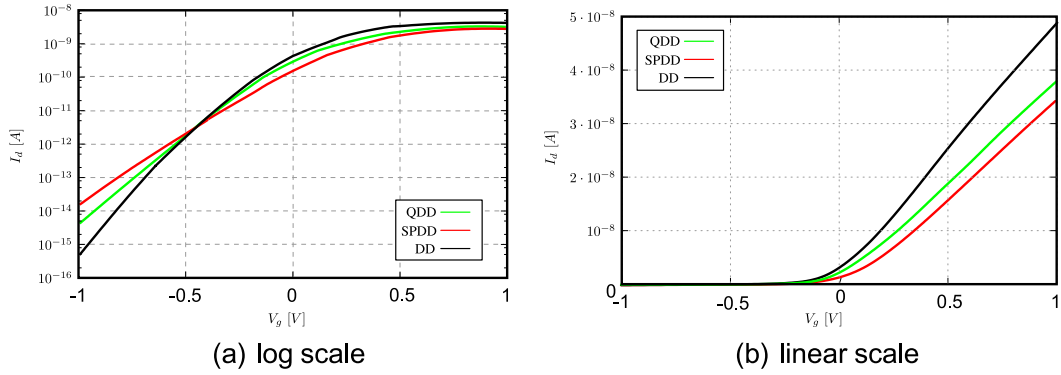 10⁻⁸
10⁻⁹
10⁻¹⁰
10⁻¹¹
10⁻¹²
10⁻¹³
10⁻¹⁴
10⁻¹⁵
10⁻¹⁶
I_d [A]
QDD
SPDD
DD
-1
-0.5
0
0.5
1
V_g [V]
(a) log scale
5·10⁻⁸
4·10⁻⁸
3·10⁻⁸
2·10⁻⁸
10⁻⁸
0
I_d [A]
QDD
SPDD
DD
-1
-0.5
0
0.5
1
V_g [V]
(b) linear scale